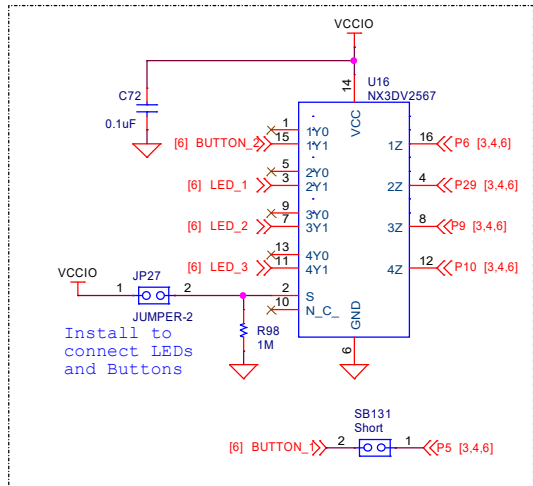 VCCIO
U16
NX3DV2567
C72
0.1uF
14
VCC
1
1Y0
[6] BUTTON_2
15
1Y1
1Z
16
P6 [3,4,6]
5
2Y0
[6] LED_1
3
2Y1
2Z
4
P29 [3,4,6]
9
3Y0
[6] LED_2
7
3Y1
3Z
8
P9 [3,4,6]
13
4Y0
[6] LED_3
11
4Y1
4Z
12
P10 [3,4,6]
VCCIO
JP27
1
2
2
S
10
N_C_
GND
6
JUMPER-2
R98
1M
Install to
connect LEDs
and Buttons
SB131
Short
[6] BUTTON_1
2
1
P5 [3,4,6]